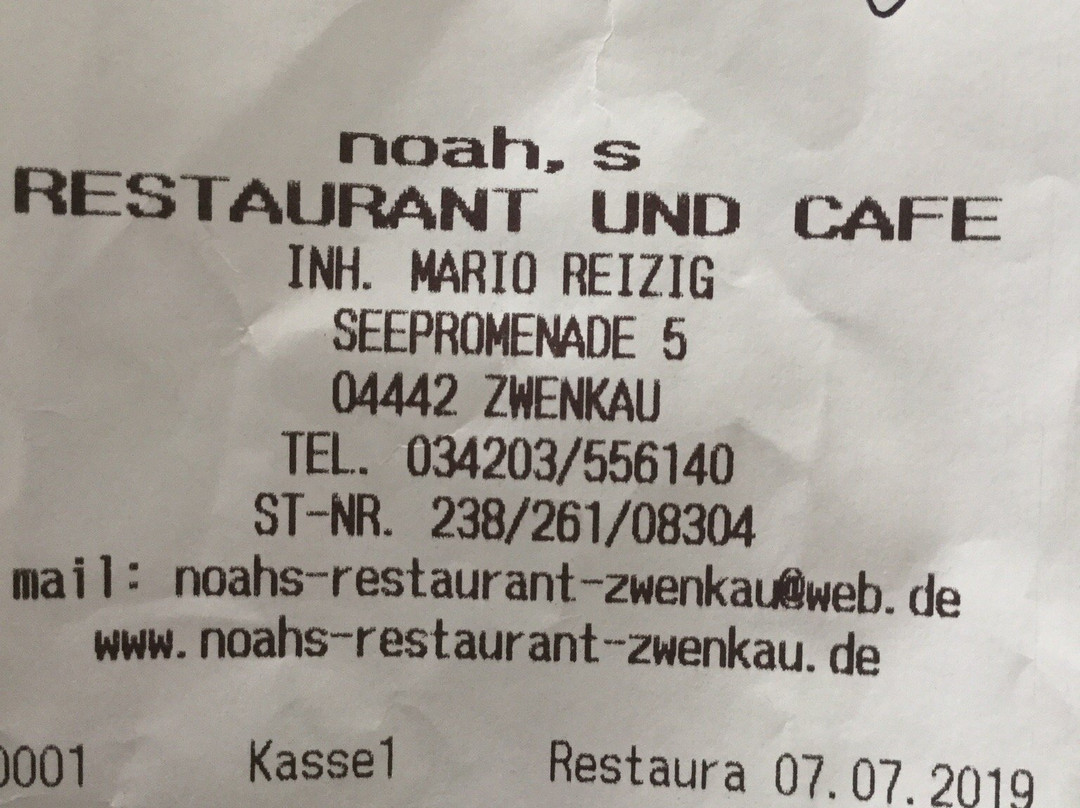 noah, s
RESTAURANT UND CAFE
INH. MARIO REIZIG
SEEPROMENADE 5
04442 ZWENKAU
TEL. 034203/556140
ST-NR. 238/261/08304
mail: noahs-restaurant-zwenkau@web.de
www.noahs-restaurant-zwenkau.de
0001 Kasse1 Restaura 07.07.2019